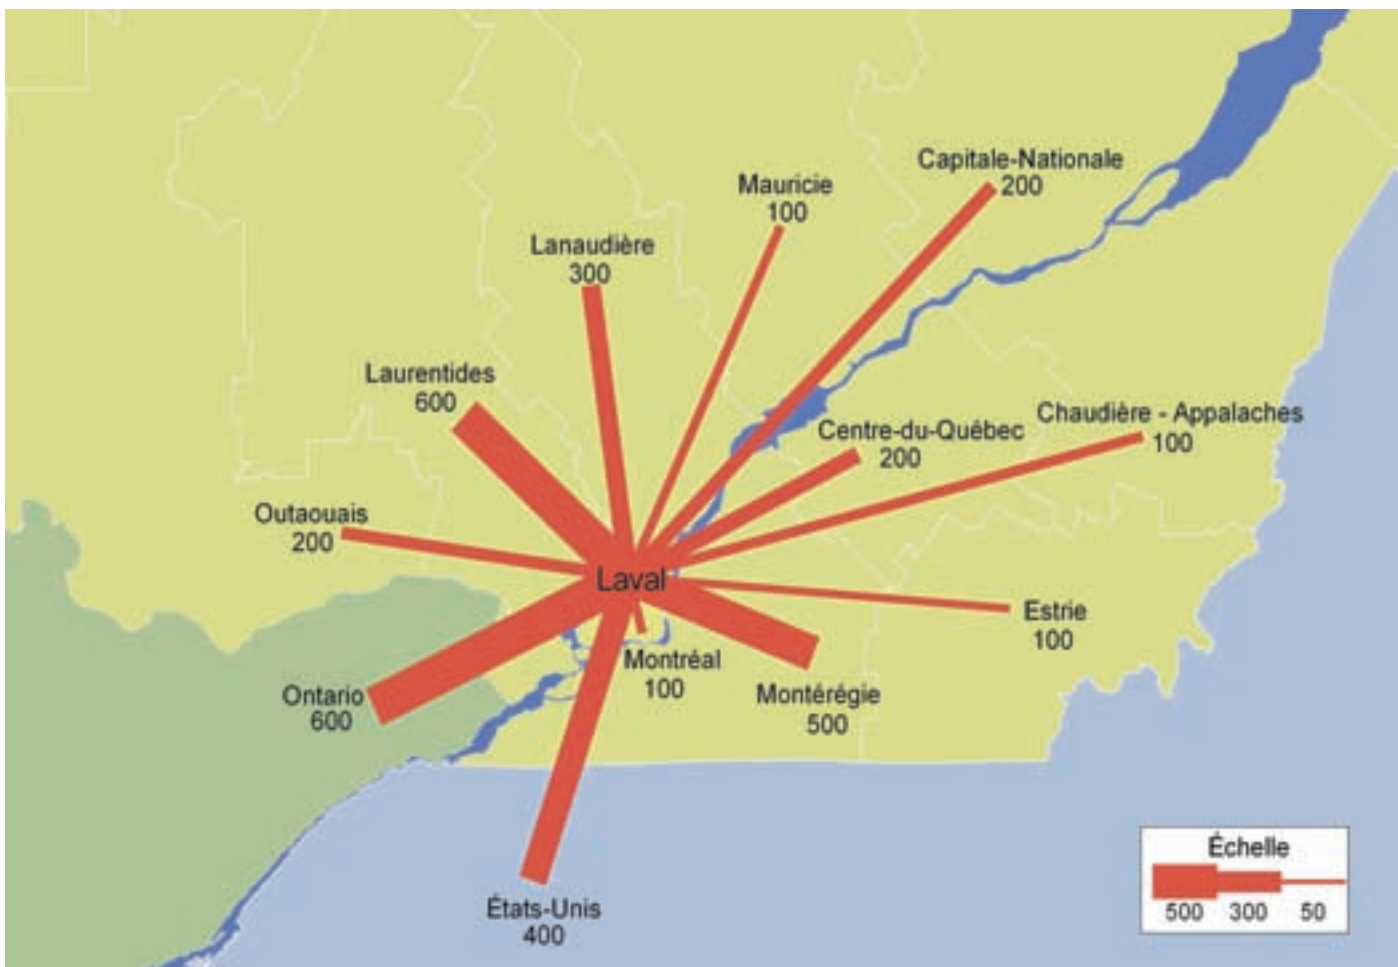 Capitale-Nationale
200
Mauricie
100
Lanaudière
300
Laurentides
600
Centre-du-Québec
200
Chaudière - Appalaches
100
Outaouais
200
Laval
Estrie
100
Montréal
100
Montérégie
500
Ontario
600
États-Unis
400
Échelle
500 300 50